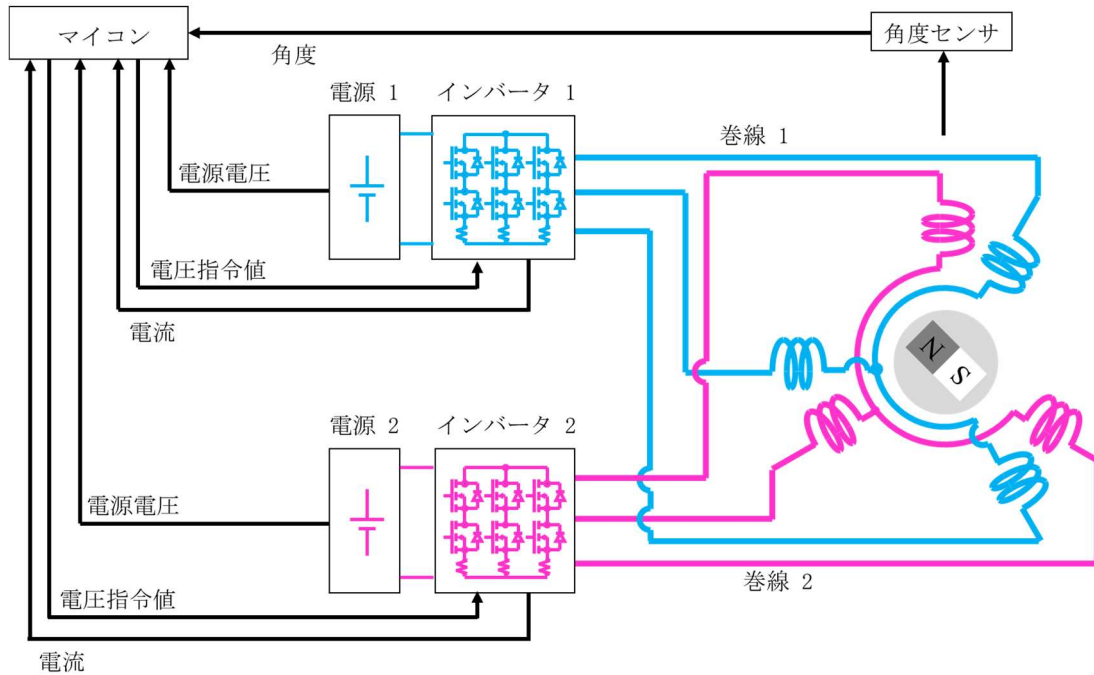 マイコン
角度センサ
角度
電源 1
インバータ 1
巻線 1
電源電圧
電圧指令値
電流
N
S
電源 2
インバータ 2
電源電圧
巻線 2
電圧指令値
電流